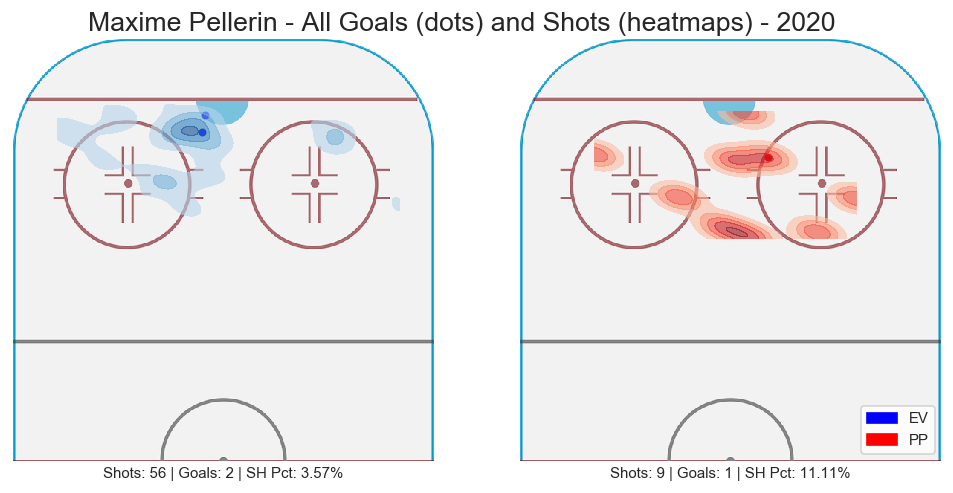 Maxime Pellerin - All Goals (dots) and Shots (heatmaps) - 2020
EV
PP
Shots: 56 | Goals: 2 | SH Pct: 3.57%
Shots: 9 | Goals: 1 | SH Pct: 11.11%